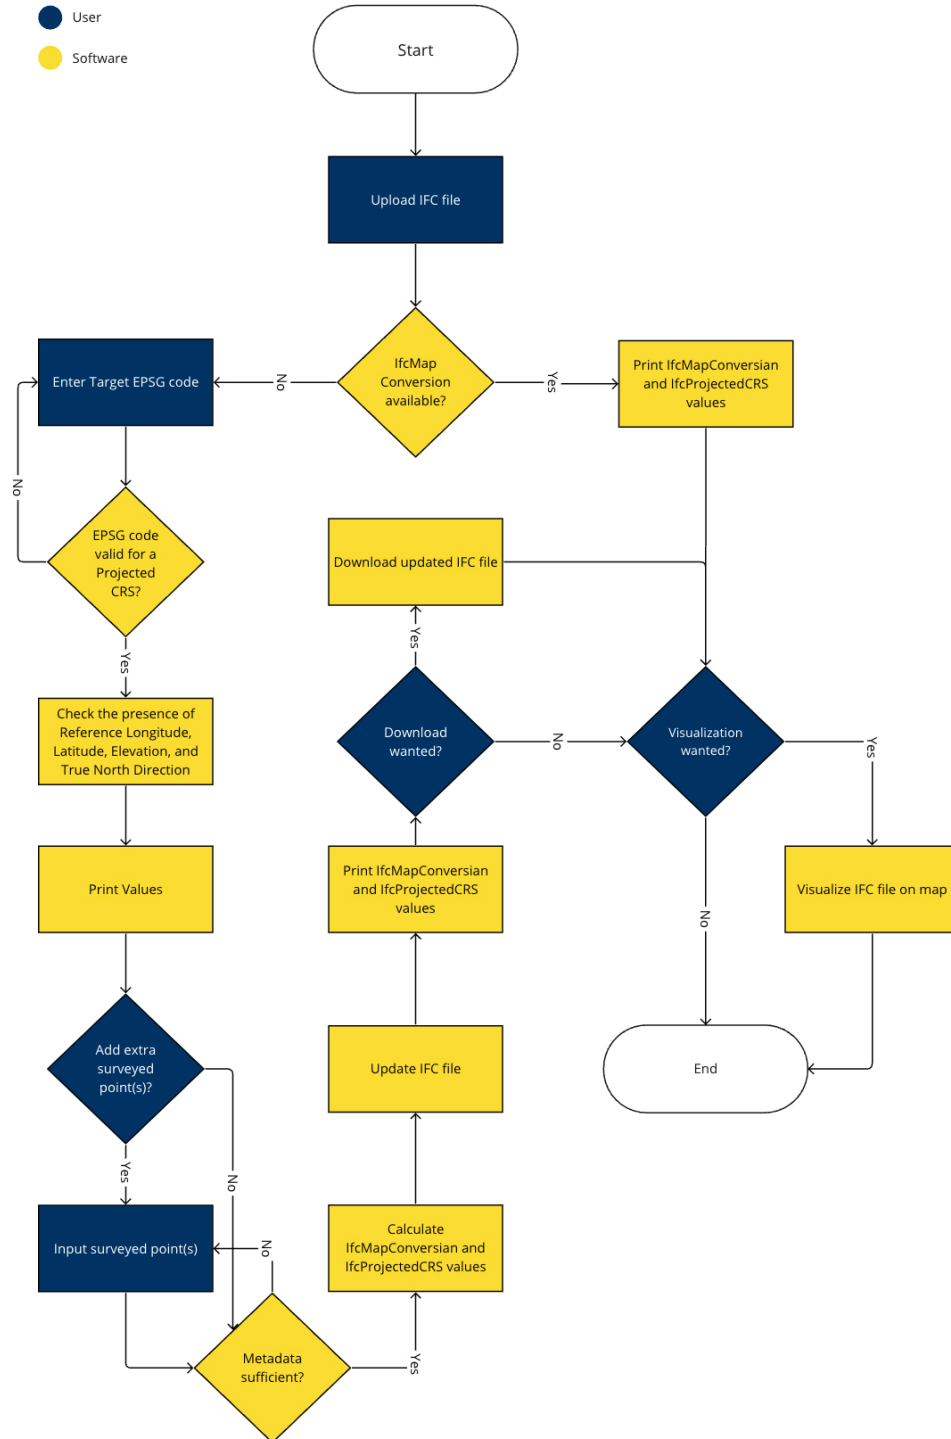 User
Software
Start
Upload IFC file
IfcMap
Conversion
available?
No
Yes
Enter Target EPSG code
Print IfcMapConversian
and IfcProjectedCRS
values
No
EPSG code
valid for a
Projected
CRS?
Yes
Download updated IFC file
Yes
Check the presence of
Reference Longitude,
Latitude, Elevation, and
True North Direction
Download
wanted?
No
Visualization
wanted?
Yes
Print Values
Print IfcMapConversian
and IfcProjectedCRS
values
No
Visualize IFC file on map
Add extra
surveyed
point(s)?
Yes
No
Update IFC file
End
Input surveyed point(s)
No
Calculate
IfcMapConversian and
IfcProjectedCRS values
Metadata
sufficient?
Yes